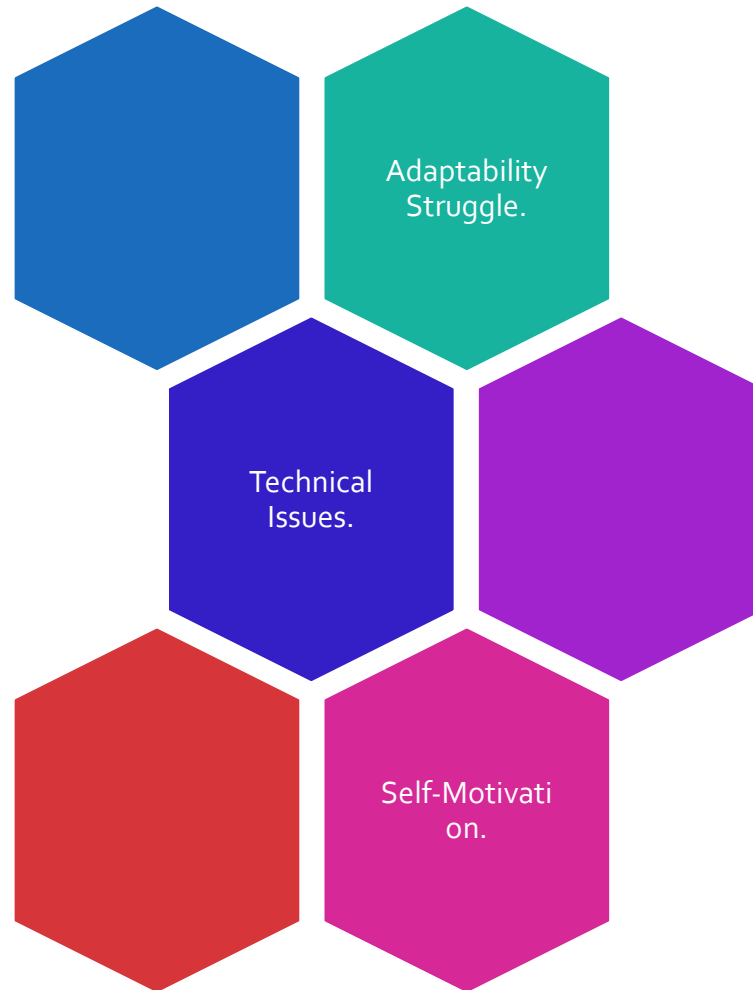 Adaptability
Struggle.
Technical
Issues.
Self-Motivati
on.